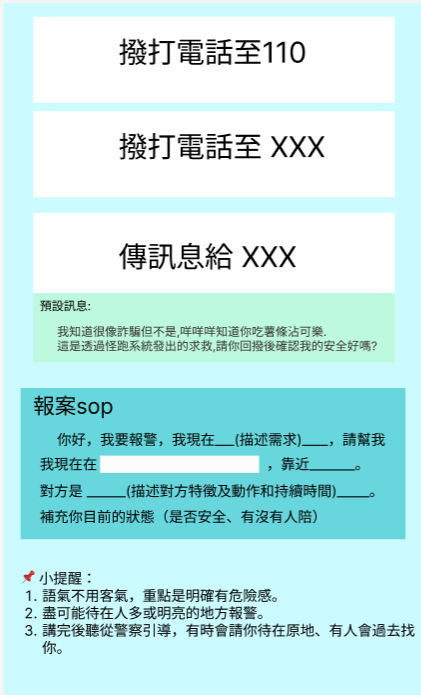 撥打電話至110
撥打電話至 XXX
傳訊息給 XXX
預設訊息:
我知道很像詐騙但不是,咩咩咩知道你吃薯條沾可樂.
這是透過怪跑系統發出的求救,請你回撥後確認我的安全好嗎?
報案sop
你好，我要報警，我現在___(描述需求)____，請幫我
我現在在 ，靠近______。
對方是 ______(描述對方特徵及動作和持續時間)_____。
補充你目前的狀態（是否安全、有沒有人陪）
📌 小提醒：
1. 語氣不用客氣，重點是明確有危險感。
2. 盡可能待在人多或明亮的地方報警。
3. 講完後聽從警察引導，有時會請你待在原地、有人會過去找
你。